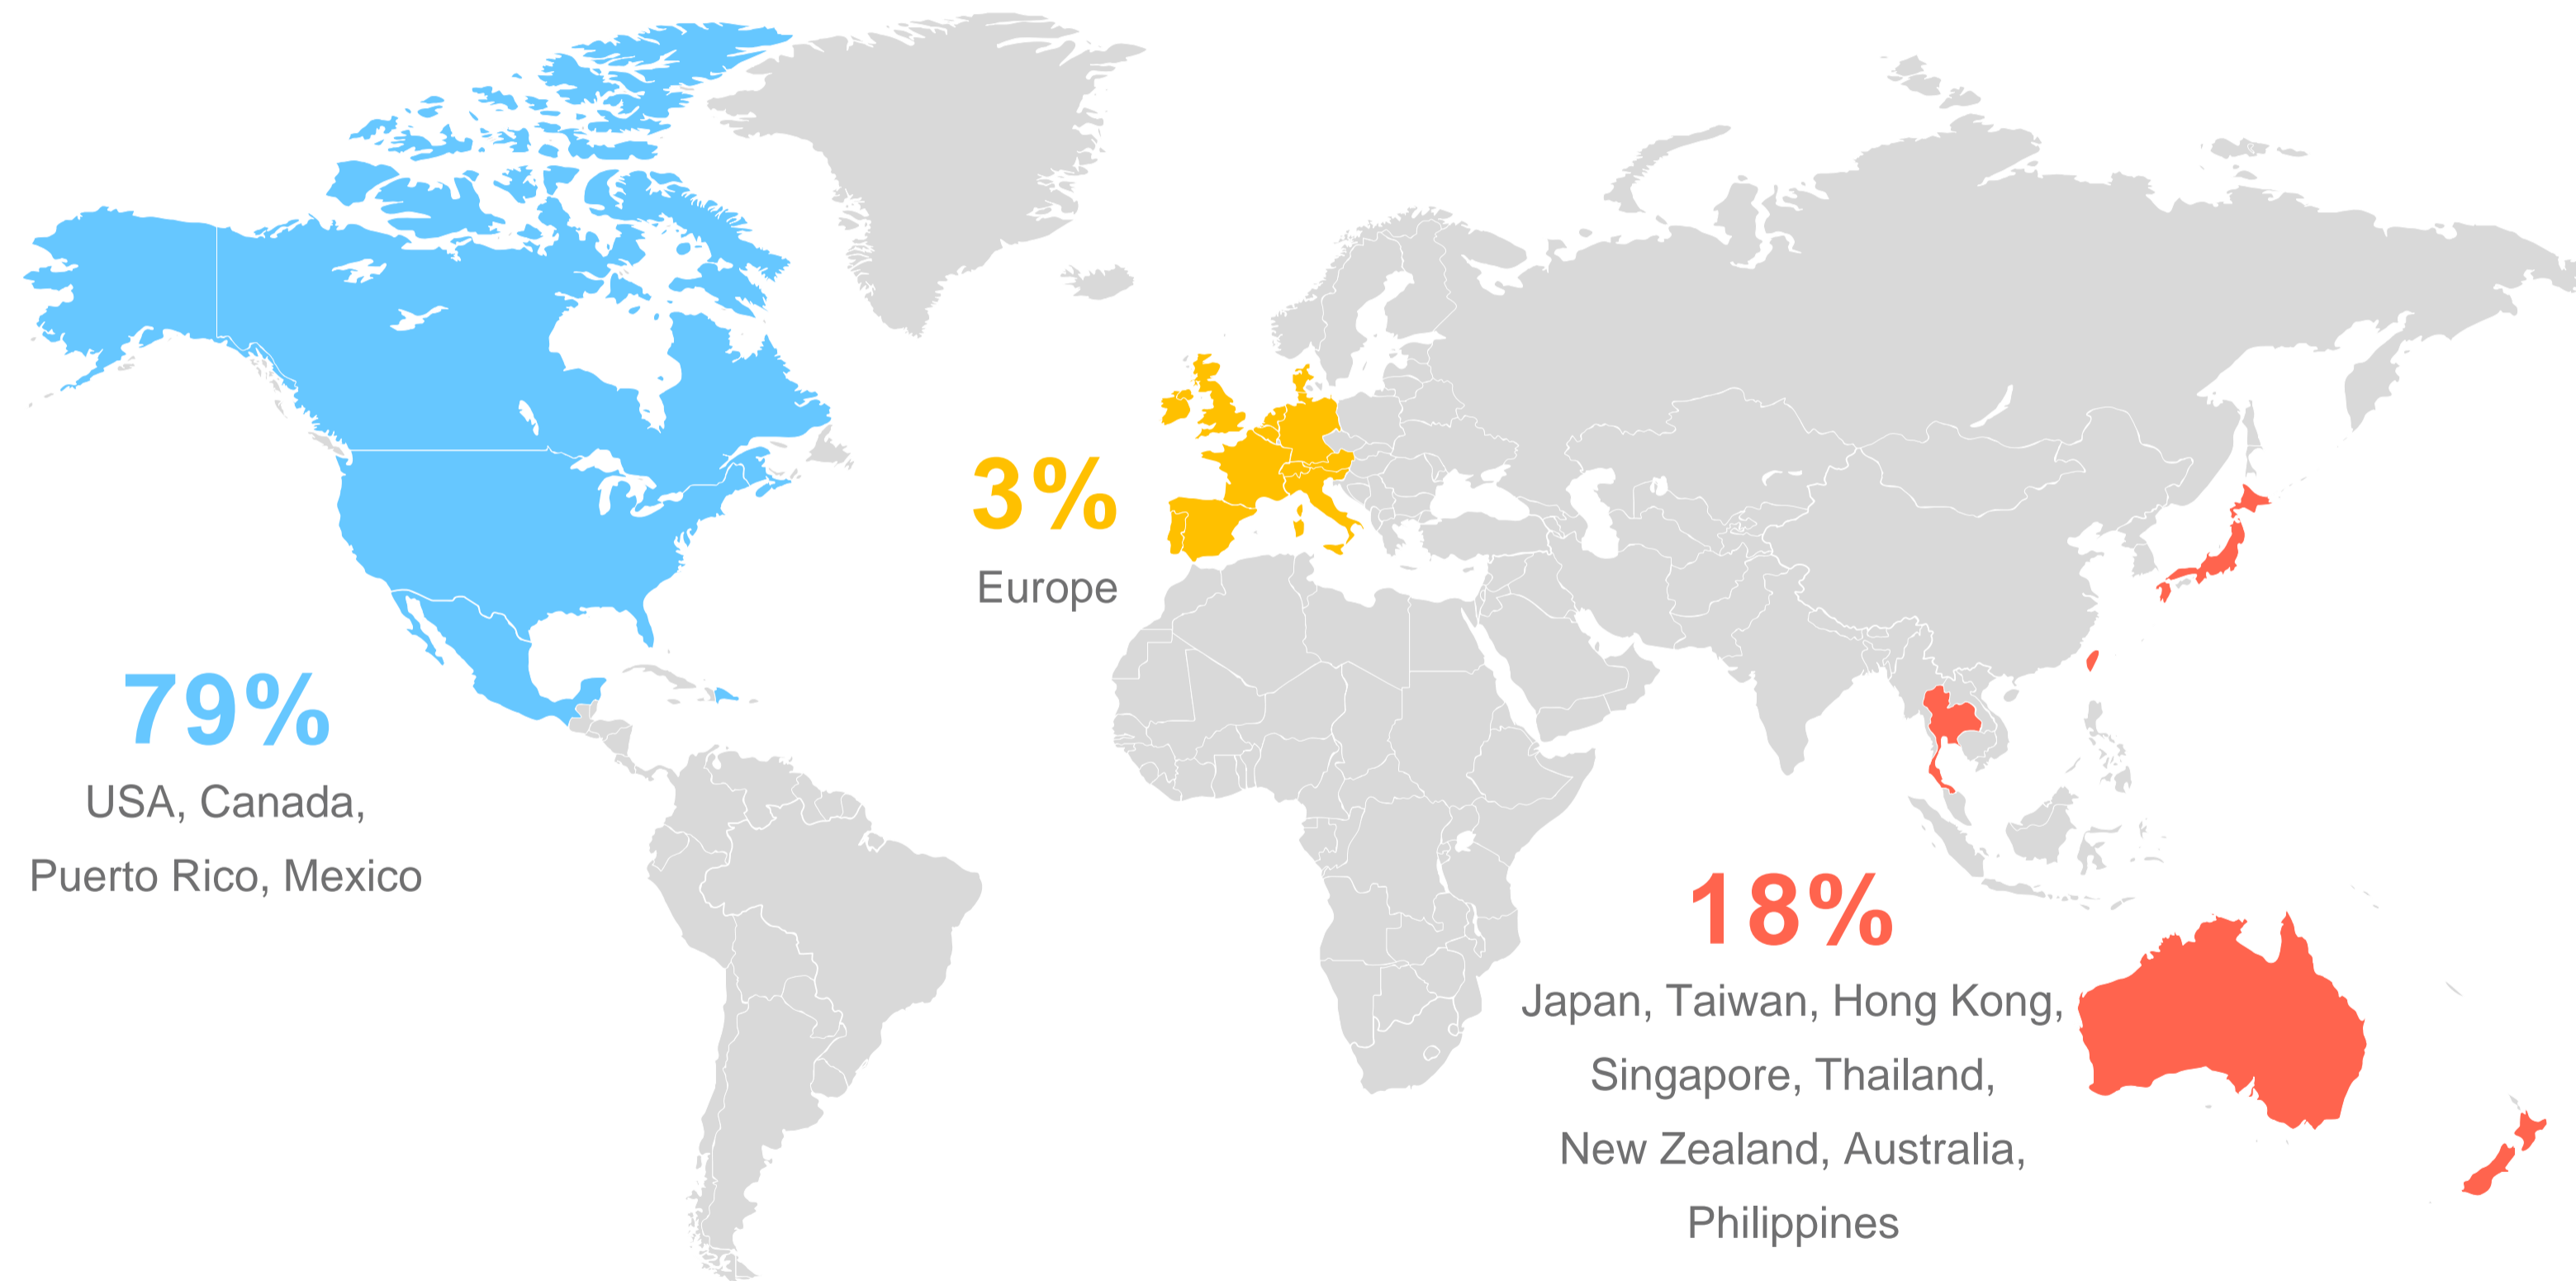 79%
USA, Canada,
Puerto Rico, Mexico
3%
Europe
18%
Japan, Taiwan, Hong Kong,
Singapore, Thailand,
New Zealand, Australia,
Philippines